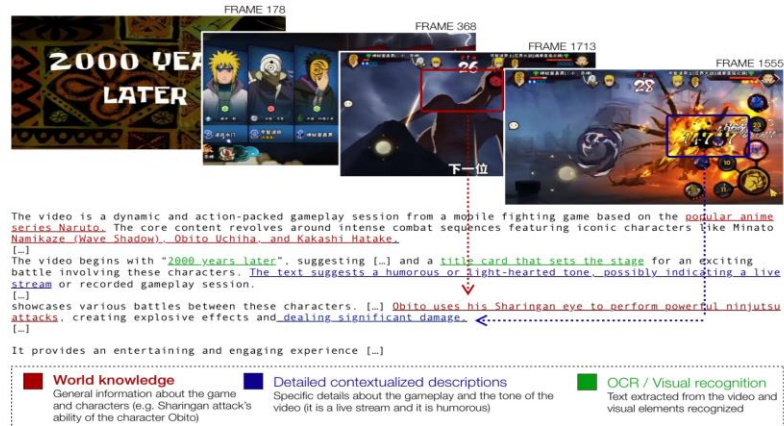 FRAME 178
FRAME 368
FRAME 1713
FRAME 1555
2000 YEA
LATER
26
28
下一位
The video is a dynamic and action-packed gameplay session from a mobile fighting game based on the popular anime
series Naruto. The core content revolves around intense combat sequences featuring iconic characters like Minato
Namikaze (Wave Shadow), Obito Uchiha, and Kakashi Hatake.
[…]
The video begins with "2000 years later", suggesting […] and a title card that sets the stage for an exciting
battle involving these characters. The text suggests a humorous or light-hearted tone, possibly indicating a live
stream or recorded gameplay session.
[…]
showcases various battles between these characters. […] Obito uses his Sharingan eye to perform powerful ninjutsu
attacks, creating explosive effects and dealing significant damage.
[…]
It provides an entertaining and engaging experience […]
World knowledge
General information about the game
and characters (e.g. Sharingan attack's
ability of the character Obito)
Detailed contextualized descriptions
Specific details about the gameplay and the tone of the
video (it is a live stream and it is humorous)
OCR / Visual recognition
Text extracted from the video and
visual elements recognized